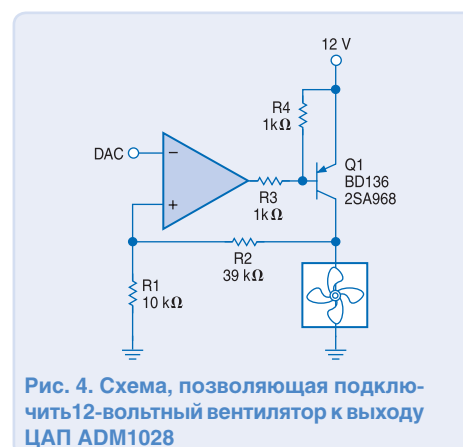 12 V
R4
1kΩ
DAC
−
+
R3
1kΩ
Q1
BD136
2SA968
R2
39 kΩ
R1
10 kΩ
Рис. 4. Схема, позволяющая подклю-
чить12-вольтный вентилятор к выходу
ЦАП ADM1028